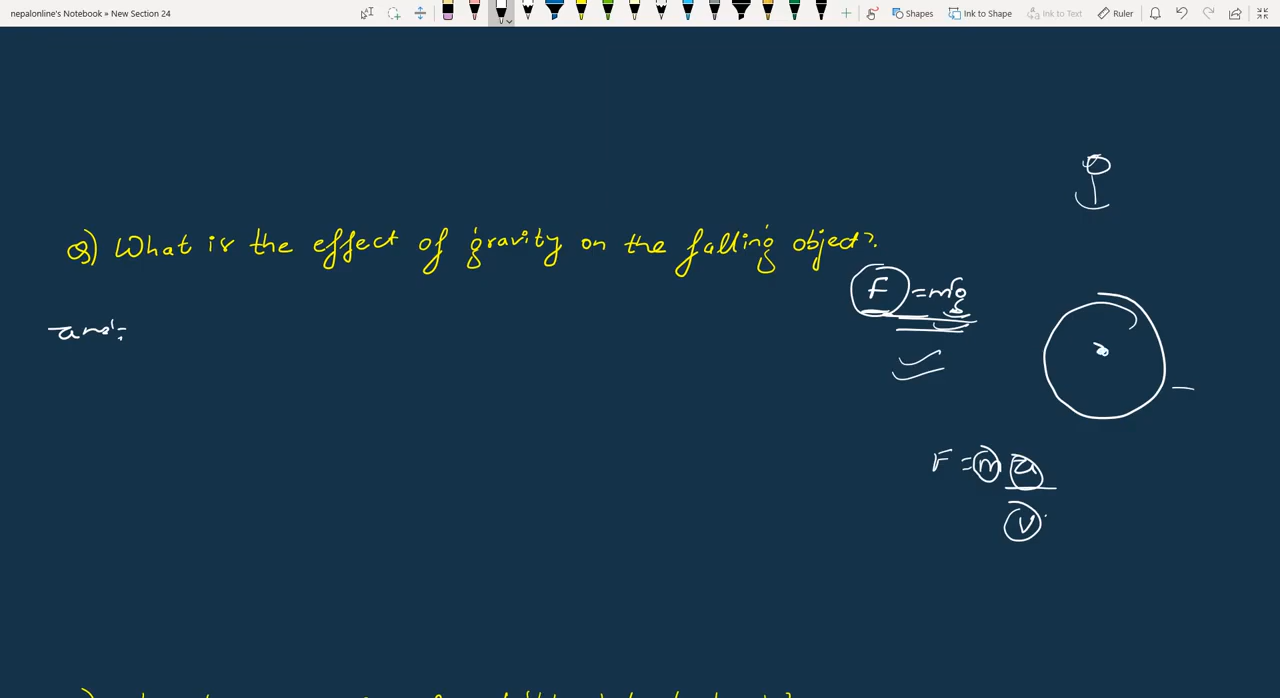 nepalonline's Notebook » New Section 24
Shapes
Ink to Shape
Ink to Text
Ruler
Q) What is the effect of gravity on the falling object?
F = mg
ans:
F = m a
v